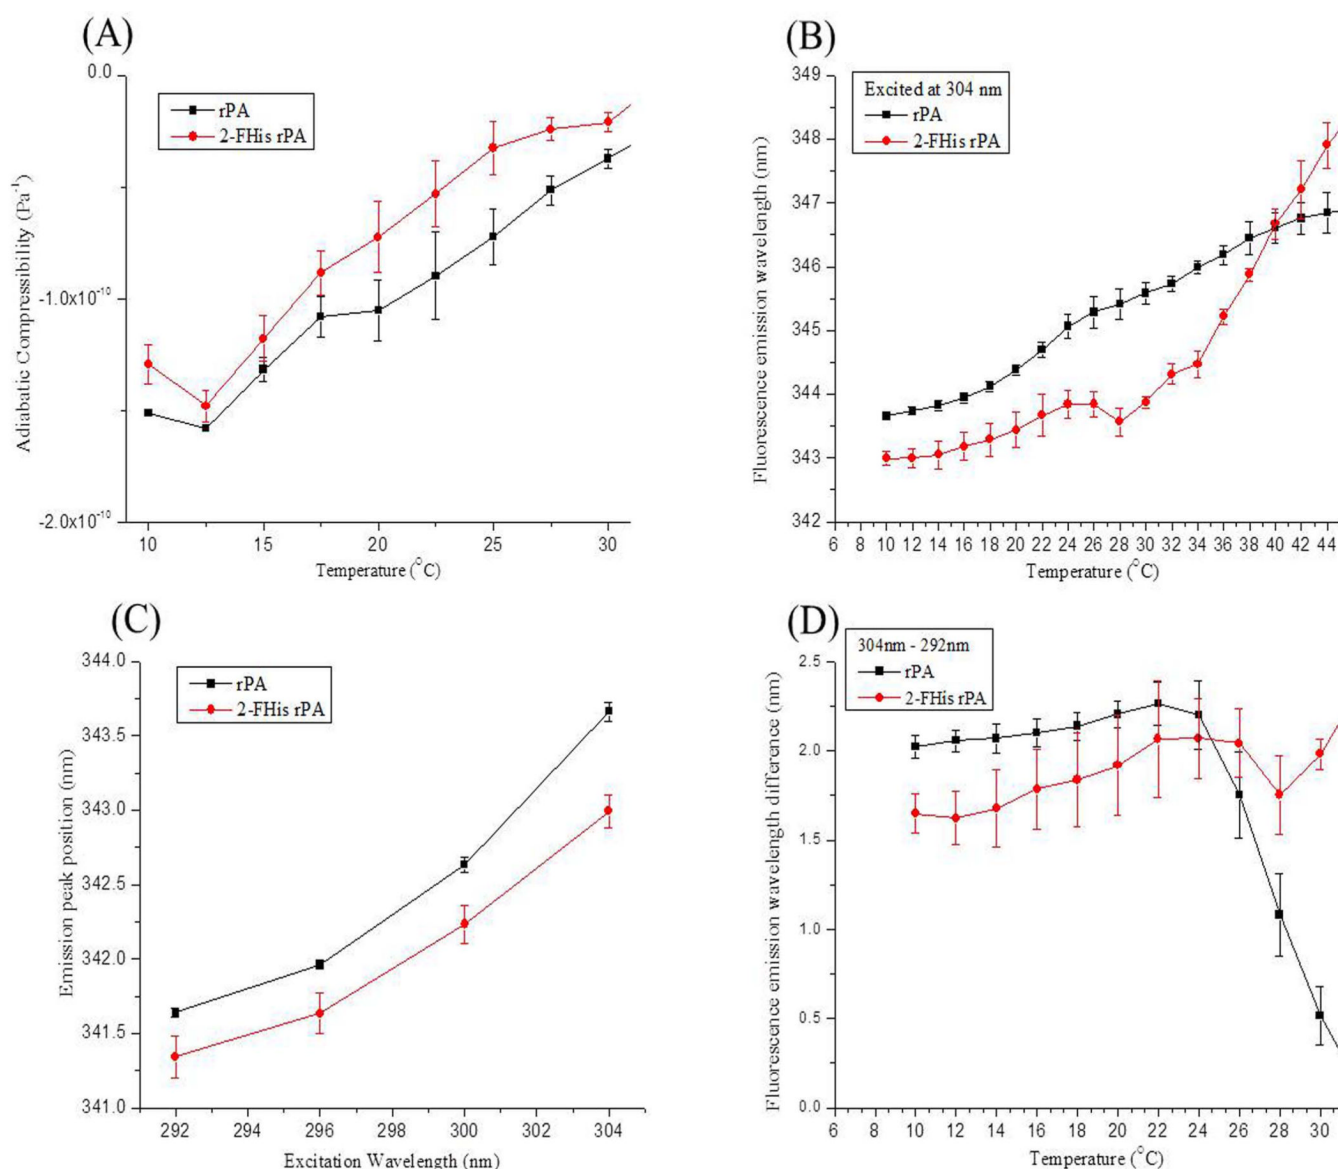 (A)
0.0
-1.0x10⁻¹⁰
-2.0x10⁻¹⁰
Adiabatic Compressibility (Pa⁻¹)
rPA
2-FHis rPA
10 15 20 25 30
Temperature (°C)
(B)
349
348
347
346
345
344
343
342
Fluorescence emission wavelength (nm)
Excited at 304 nm
rPA
2-FHis rPA
6 8 10 12 14 16 18 20 22 24 26 28 30 32 34 36 38 40 42 44
Temperature (°C)
(C)
344.0
343.5
343.0
342.5
342.0
341.5
341.0
Emission peak position (nm)
rPA
2-FHis rPA
292 294 296 298 300 302 304
Excitation Wavelength (nm)
(D)
2.5
2.0
1.5
1.0
0.5
0.0
Fluorescence emission wavelength difference (nm)
304nm - 292nm
rPA
2-FHis rPA
6 8 10 12 14 16 18 20 22 24 26 28 30
Temperature (°C)